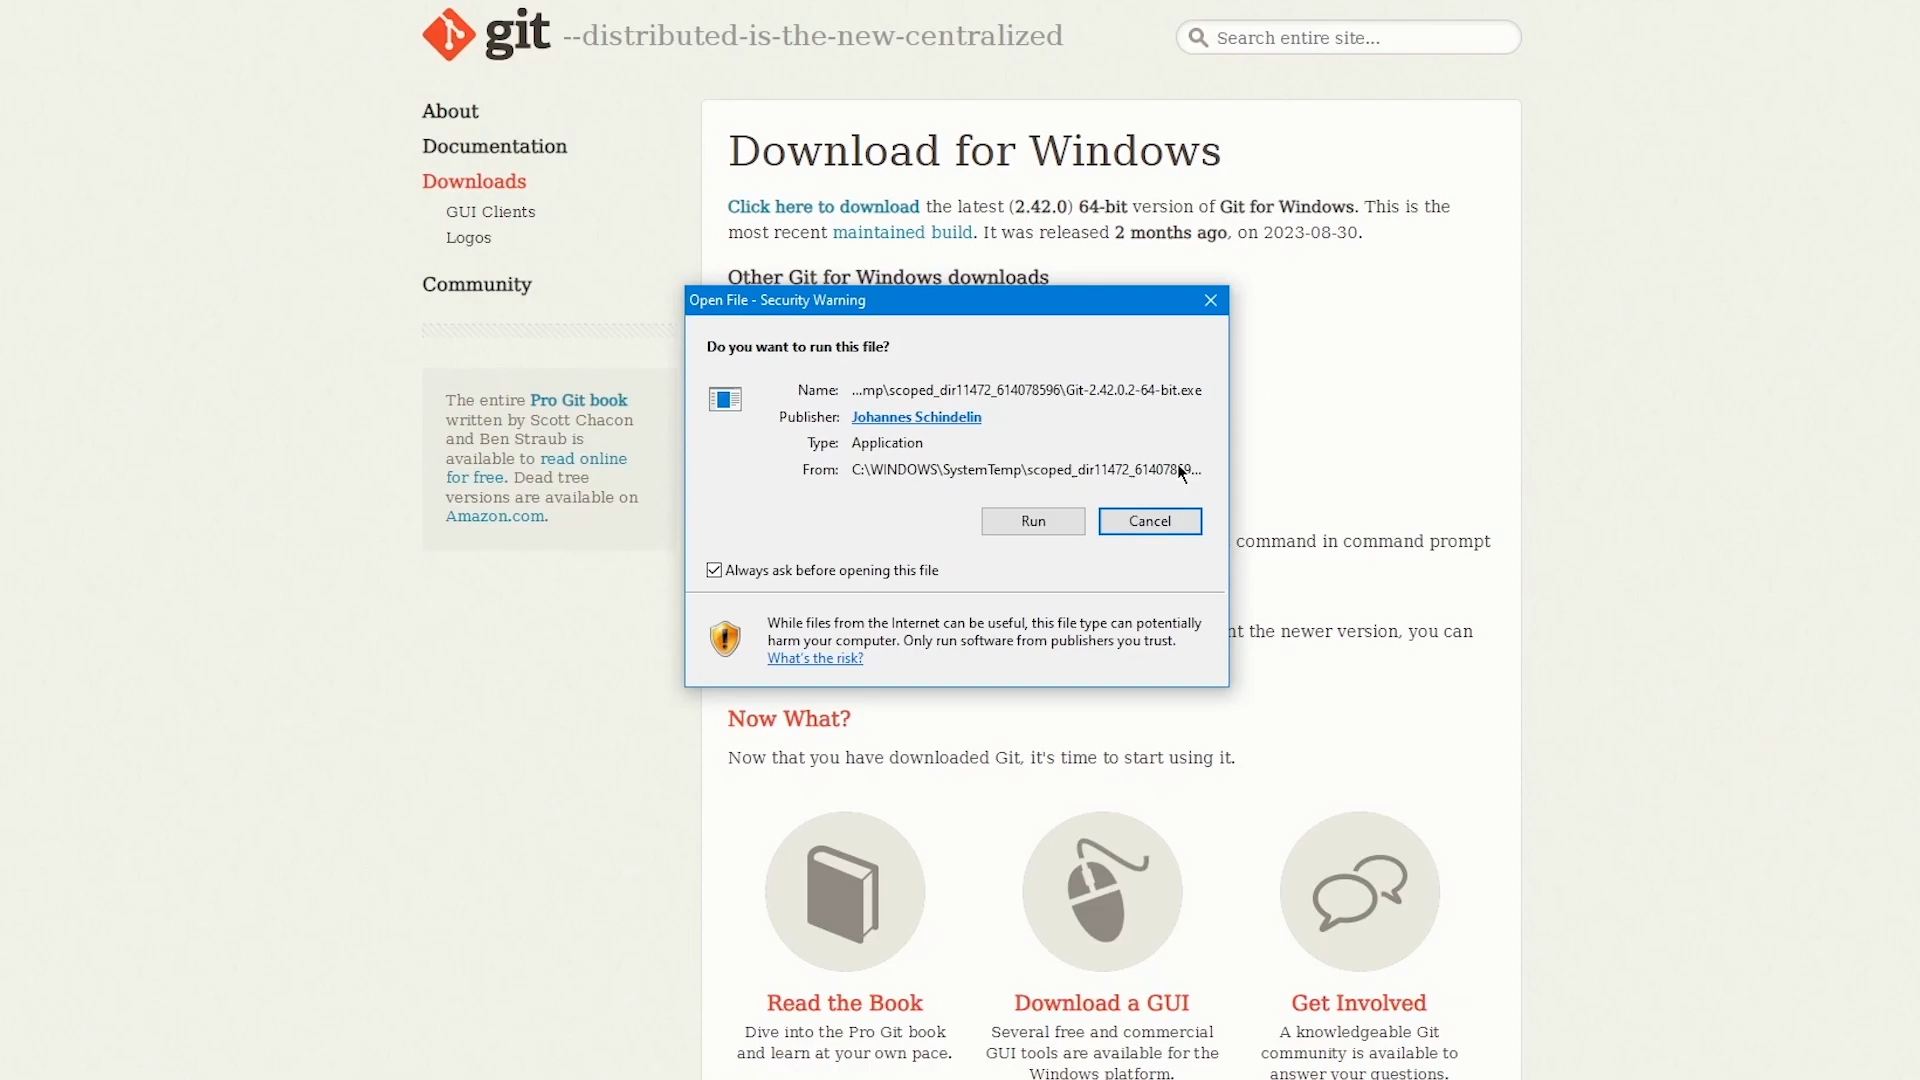 git --distributed-is-the-new-centralized
Search entire site...
About
Documentation
Downloads
GUI Clients
Logos
Community
The entire Pro Git book
written by Scott Chacon
and Ben Straub is
available to read online
for free. Dead tree
versions are available on
Amazon.com.
Download for Windows
Click here to download the latest (2.42.0) 64-bit version of Git for Windows. This is the
most recent maintained build. It was released 2 months ago, on 2023-08-30.
Other Git for Windows downloads
Open File - Security Warning
Do you want to run this file?
Name: ...mp\scoped_dir11472_614078596\Git-2.42.0.2-64-bit.exe
Publisher: Johannes Schindelin
Type: Application
From: C:\WINDOWS\SystemTemp\scoped_dir11472_61407859...
Run
Cancel
Always ask before opening this file
While files from the Internet can be useful, this file type can potentially
harm your computer. Only run software from publishers you trust.
What's the risk?
command in command prompt
the newer version, you can
Now What?
Now that you have downloaded Git, it's time to start using it.
Read the Book
Dive into the Pro Git book
and learn at your own pace.
Download a GUI
Several free and commercial
GUI tools are available for the
Windows platform.
Get Involved
A knowledgeable Git
community is available to
answer your questions.